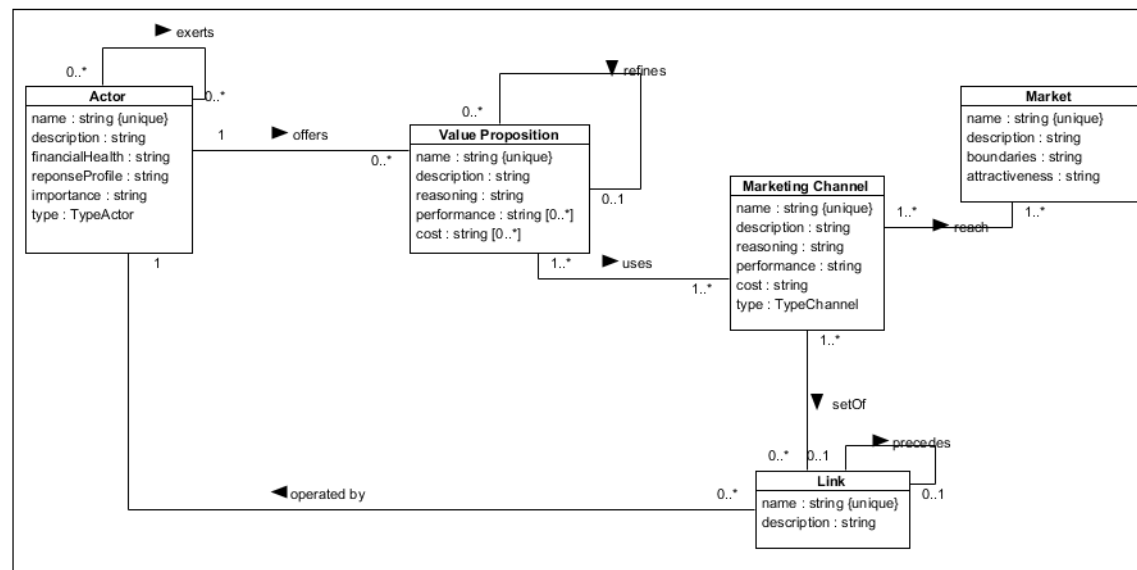 exerts
0..*
0..*
Actor
name : string {unique}
description : string
financialHealth : string
reponseProfile : string
importance : string
type : TypeActor
1
offers
0..*
refines
0..*
Value Proposition
name : string {unique}
description : string
reasoning : string
performance : string [0..*]
cost : string [0..*]
0..1
Market
name : string {unique}
description : string
boundaries : string
attractiveness : string
Marketing Channel
name : string {unique}
description : string
reasoning : string
performance : string
cost : string
type : TypeChannel
1..*
reach
1..*
1..*
uses
1..*
1
1..*
setOf
precedes
0..*
0..1
Link
name : string {unique}
description : string
0..1
operated by
0..*